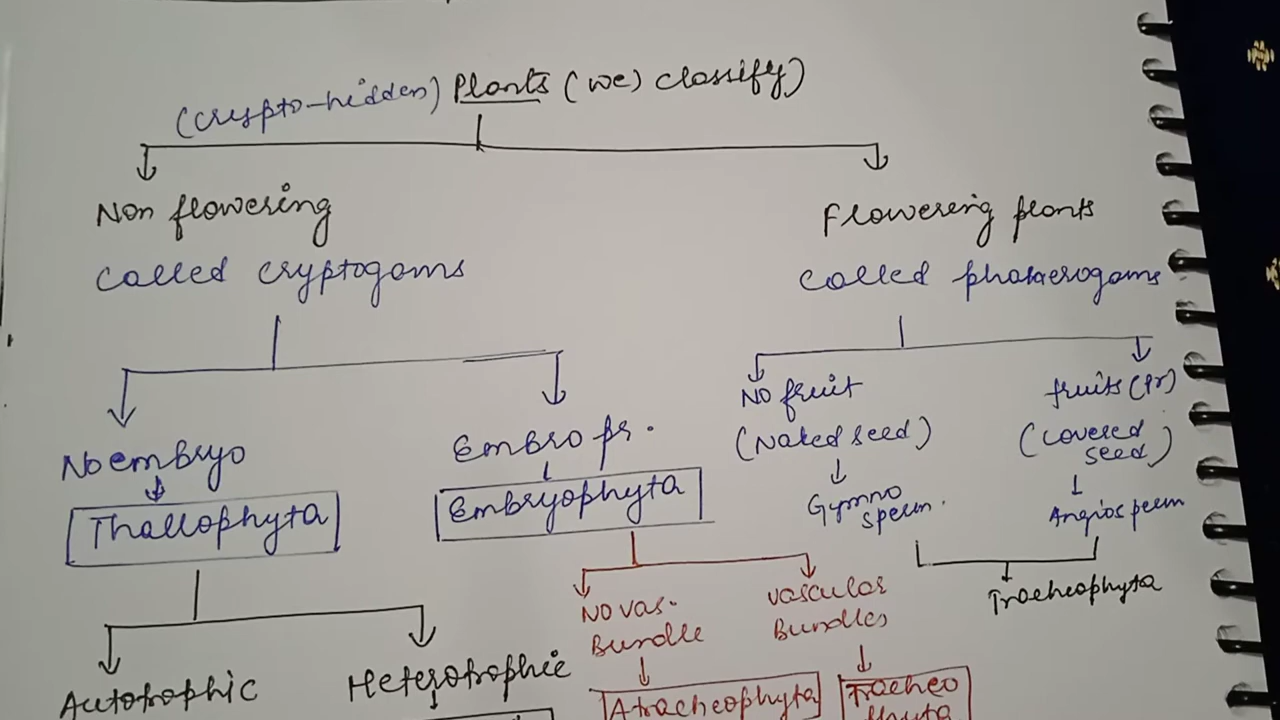 (crypto-hidden) Plants (we) classify)
Non flowering
called cryptogams
Flowering plants
called phanerogams
No embryo
Thallophyta
Embro pr.
Embryophyta
No fruit
(Naked seed)
Gymno
sperm.
fruits (pr)
(covered
seed)
Angiosperm
Tracheophyta
No vas.
Bundle
Atracheophyta
vascular
Bundles
Tracheo
phyta
Autotrophic
Heterotrophic